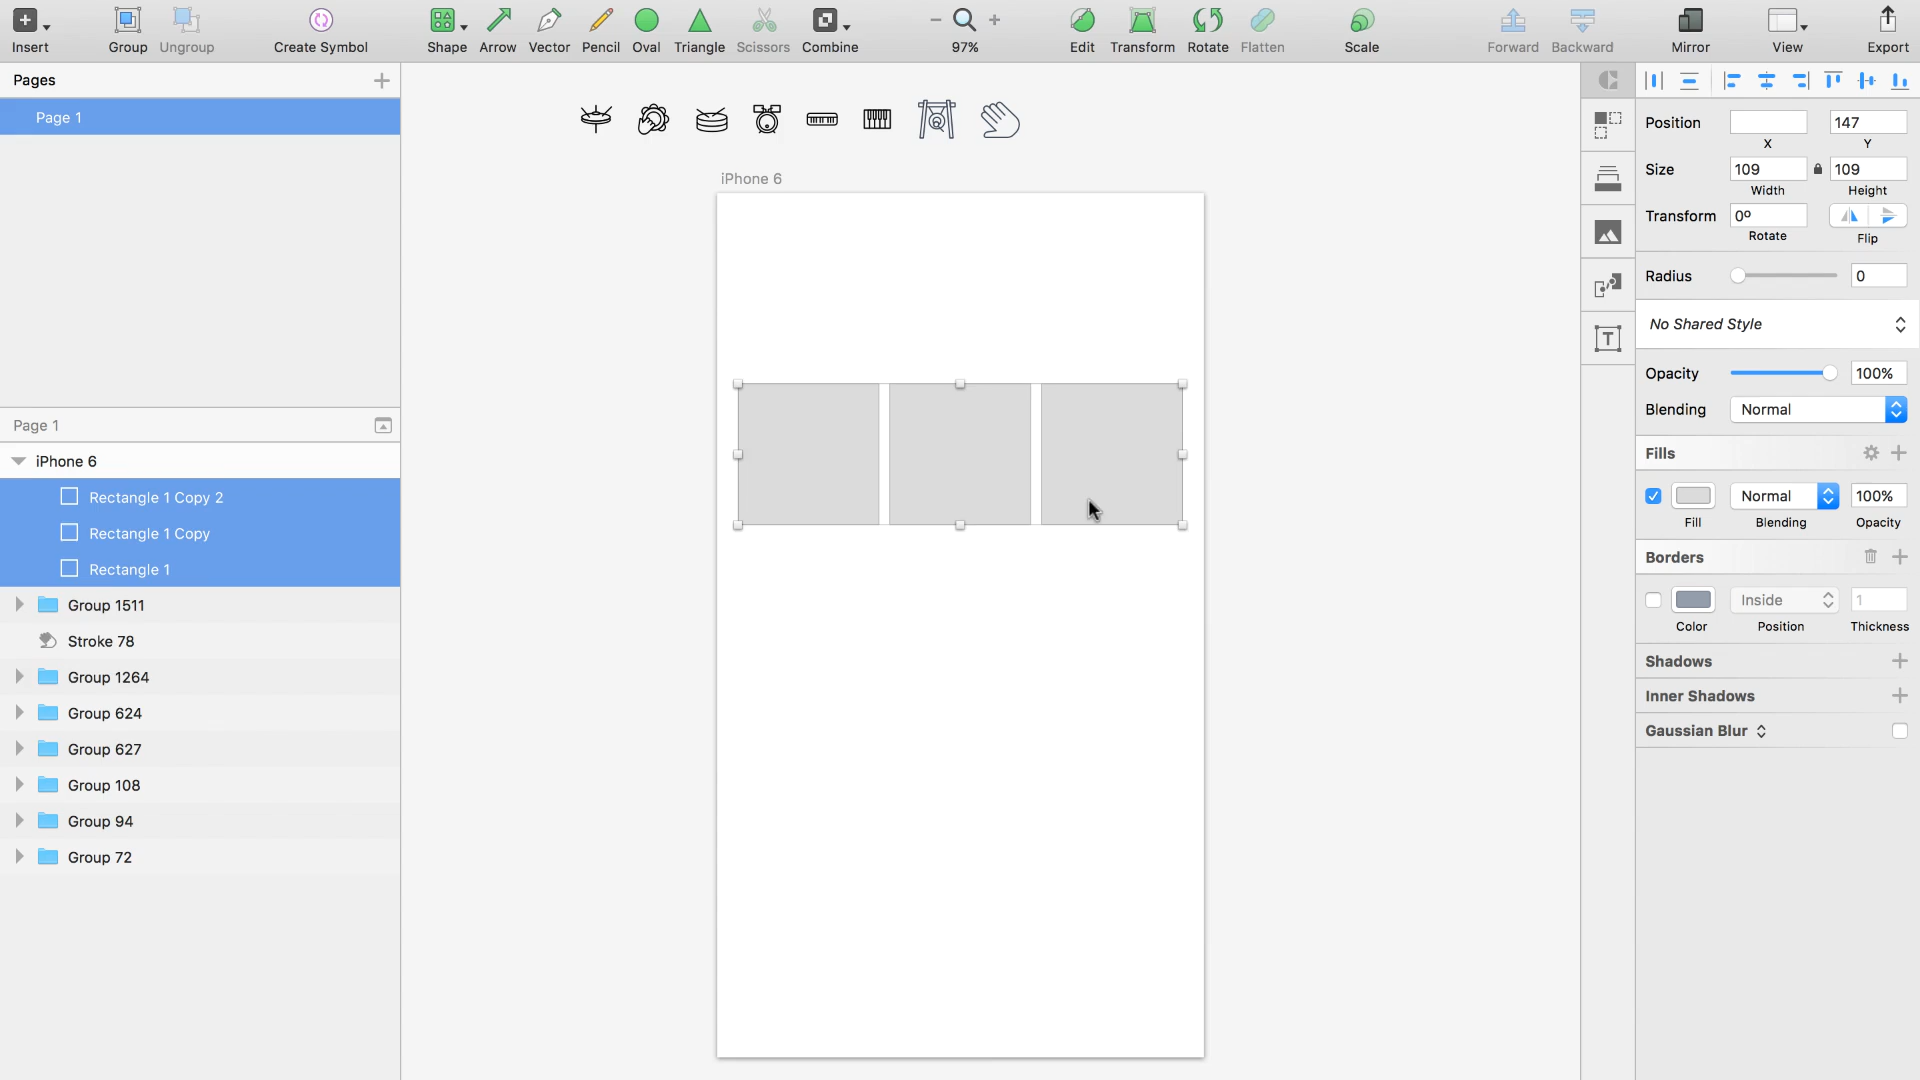 Insert
Group
Ungroup
Create Symbol
Shape
Arrow
Vector
Pencil
Oval
Triangle
Scissors
Combine
97%
Edit
Transform
Rotate
Flatten
Scale
Forward
Backward
Mirror
View
Export
Pages
Page 1
Page 1
iPhone 6
Rectangle 1 Copy 2
Rectangle 1 Copy
Rectangle 1
Group 1511
Stroke 78
Group 1264
Group 624
Group 627
Group 108
Group 94
Group 72
iPhone 6
T
Position
147
X
Y
Size
109
109
Width
Height
Transform
0º
Rotate
Flip
Radius
0
No Shared Style
Opacity
100%
Blending
Normal
Fills
Normal
100%
Fill
Blending
Opacity
Borders
Inside
1
Color
Position
Thickness
Shadows
Inner Shadows
Gaussian Blur